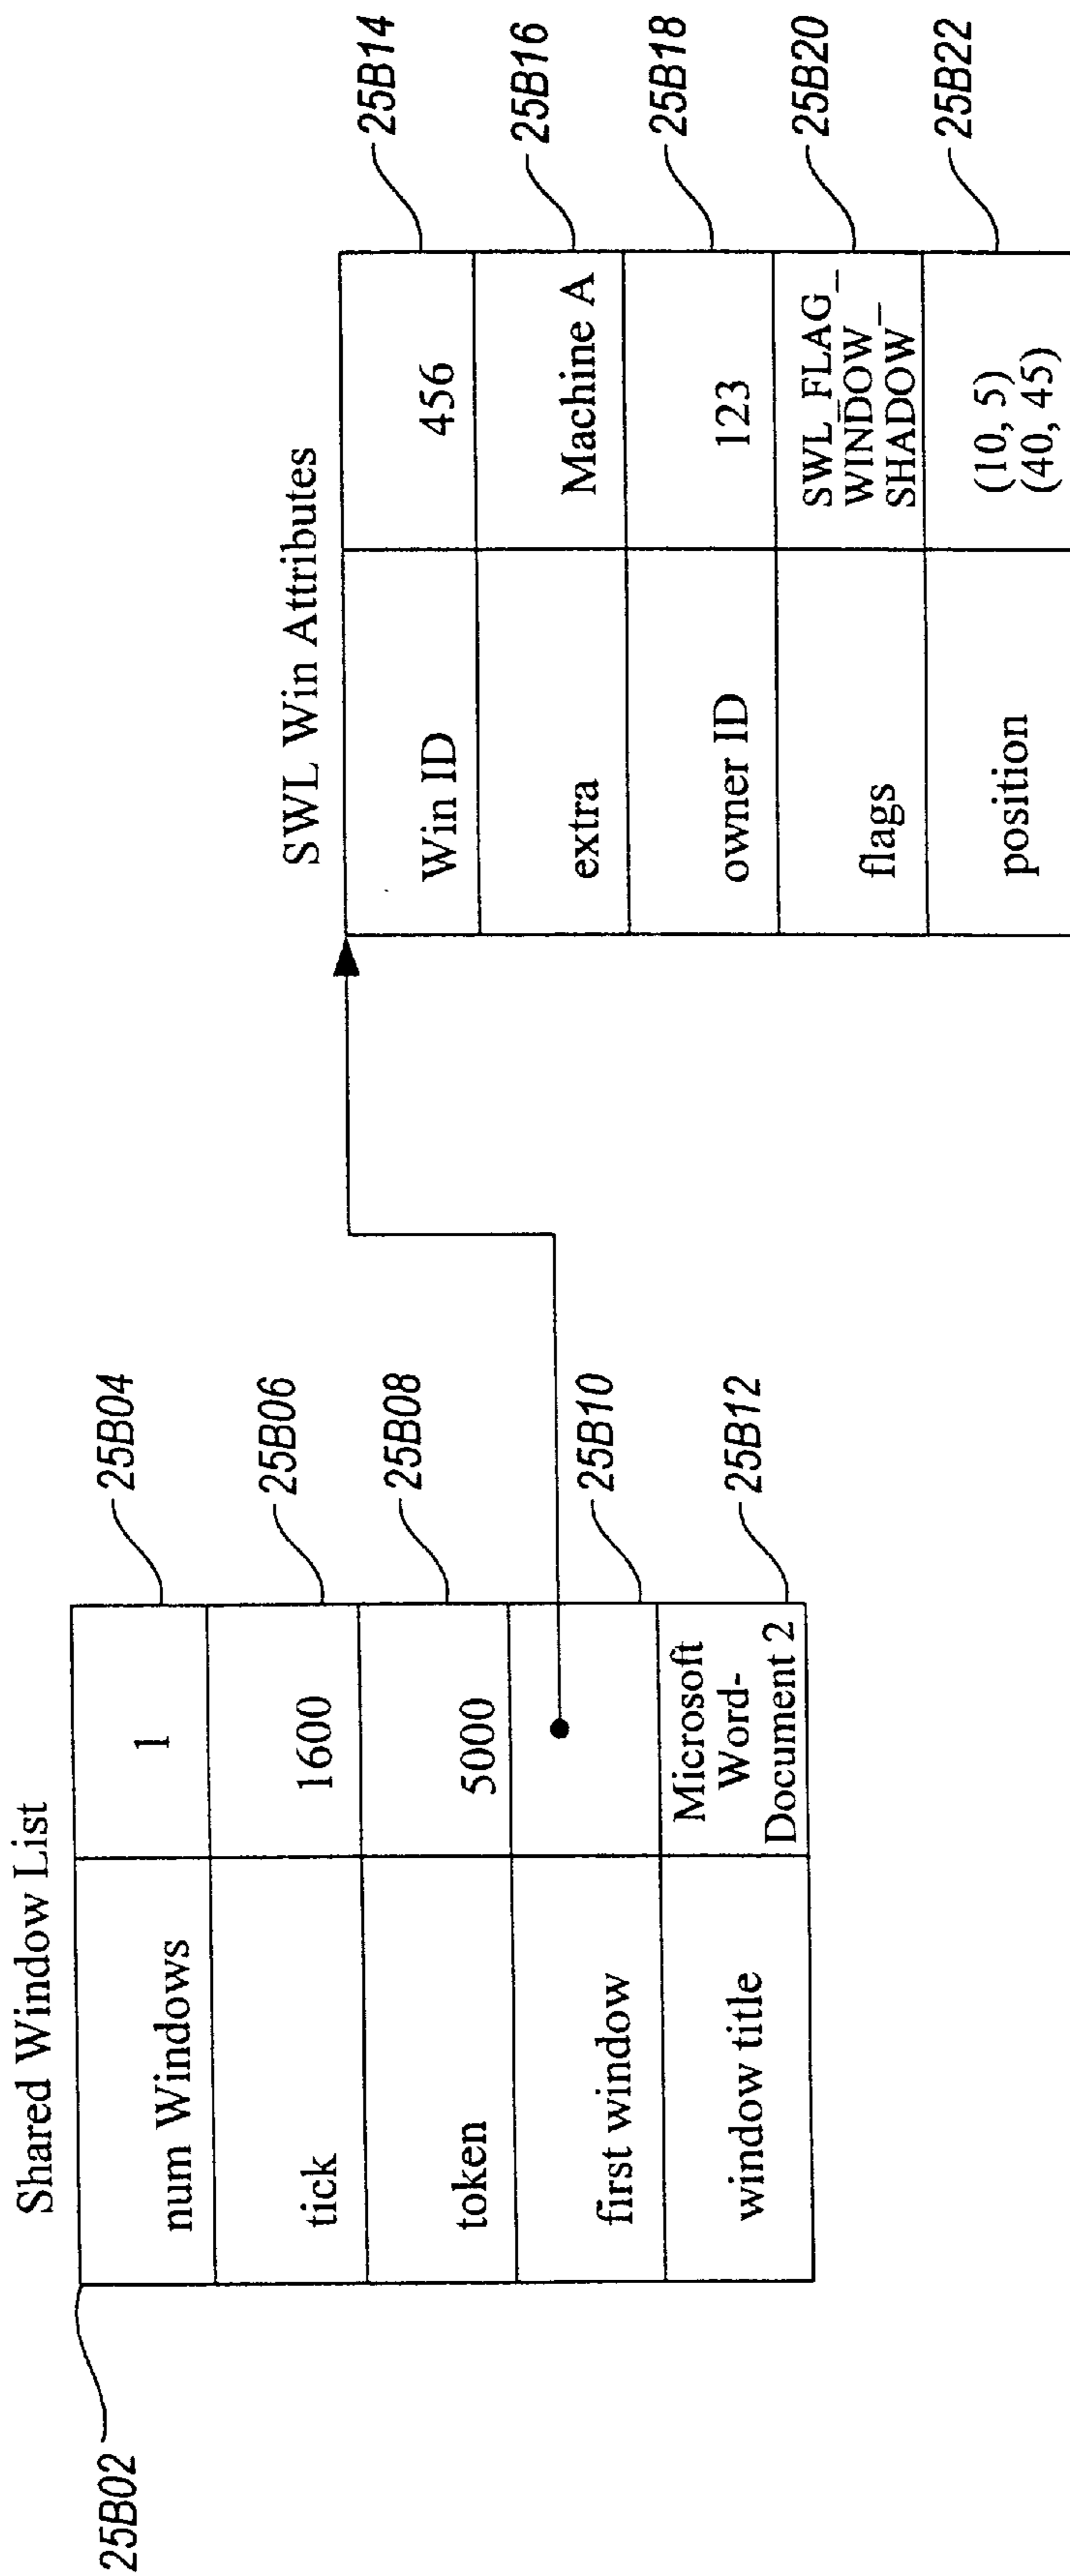 Shared Window List
25B02
num Windows
1
25B04
tick
1600
25B06
token
5000
25B08
first window
25B10
window title
Microsoft
Word-
Document 2
25B12
SWL Win Attributes
Win ID
456
25B14
extra
Machine A
25B16
owner ID
123
25B18
flags
SWL_FLAG_
WINDOW_
SHADOW_
25B20
position
(10, 5)
(40, 45)
25B22